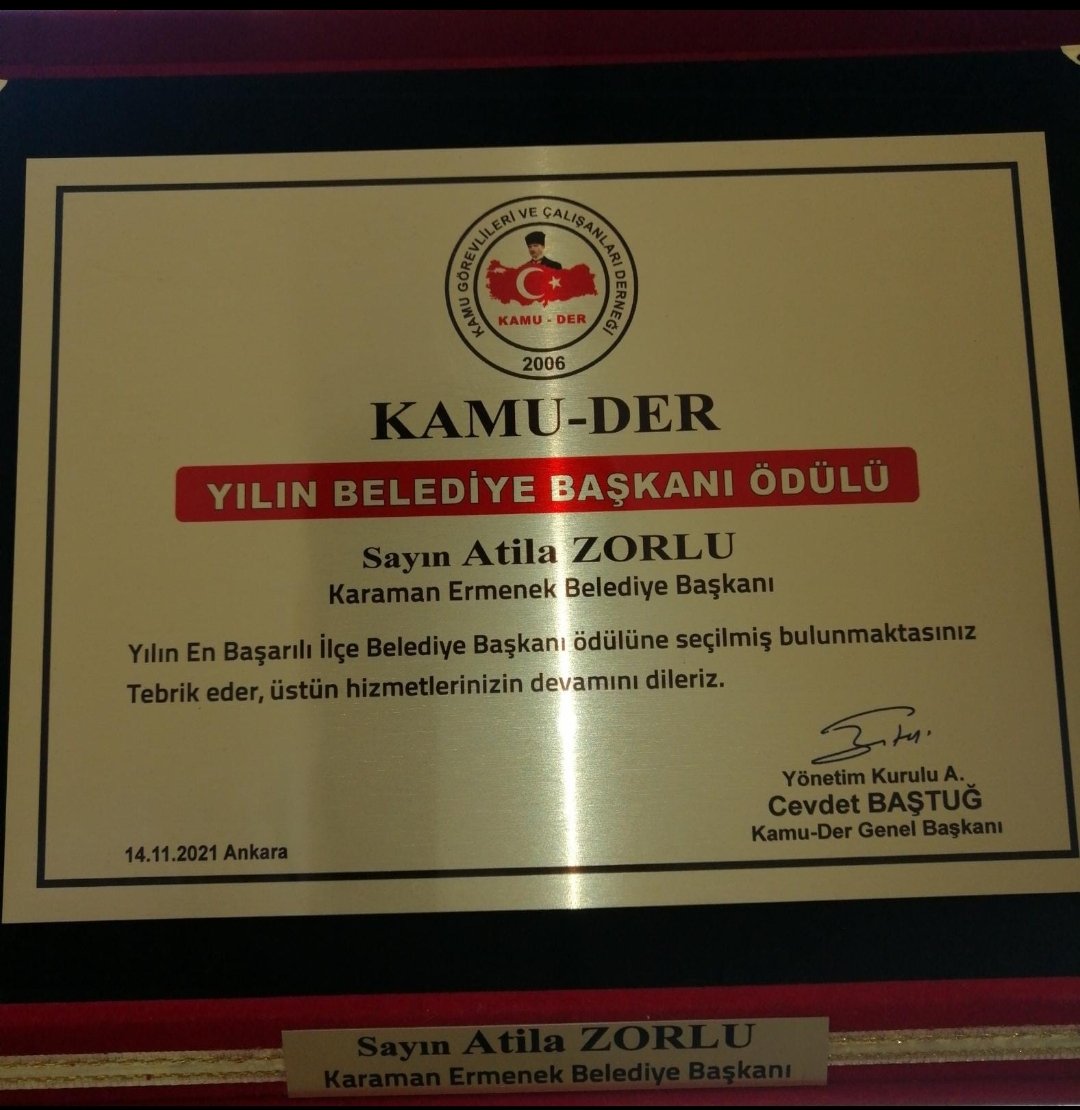 KAMU GÖREVLİLERİ VE ÇALIŞANLARI DERNEĞİ
KAMU - DER
2006
KAMU-DER
YILIN BELEDİYE BAŞKANI ÖDÜLÜ
Sayın Atila ZORLU
Karaman Ermenek Belediye Başkanı
Yılın En Başarılı İlçe Belediye Başkanı ödülüne seçilmiş bulunmaktasınız
Tebrik eder, üstün hizmetlerinizin devamını dileriz.
Yönetim Kurulu A.
Cevdet BAŞTUĞ
Kamu-Der Genel Başkanı
14.11.2021 Ankara
Sayın Atila ZORLU
Karaman Ermenek Belediye Başkanı